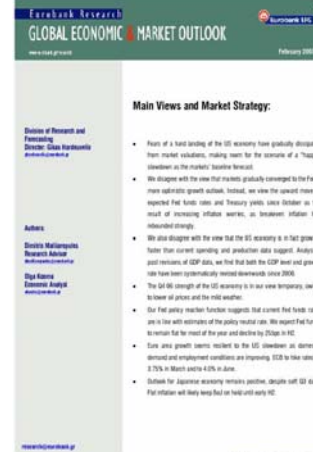 Eurobank Research
GLOBAL ECONOMIC & MARKET OUTLOOK
Eurobank EFG
February 200
Main Views and Market Strategy:
Division of Research and
Forecasting
Director: Gikas Hardouvelis
Authors:
Dimitris Malliaropulos
Research Advisor
Olga Kosma
Economic Analyst
Fears of a hard landing of the US economy have gradually dissipa
from market valuations, making room for the scenario of a "happ
slowdown as the markets' baseline forecast.
We disagree with the view that markets gradually converged to the Fe
more optimistic growth outlook. Instead, we view the upward move
expected Fed funds rates and Treasury yields since October as
result of increasing inflation worries, as breakeven inflation
rebounded strongly.
We also disagree with the view that the US economy is in fact grow
faster than current spending and production data suggest. Analys
past revisions of GDP data, we find that both the GDP level and grow
rate have been systematically revised downwards since 2000.
The Q4 06 strength of the US economy is in our view temporary, ow
to lower oil prices and the mild weather.
Our Fed policy reaction function suggests that current Fed funds ra
are in line with estimates of the policy neutral rate. We expect Fed fun
to remain flat for most of the year and decline by 25bps in H2.
Euro area growth seems resilient to the US slowdown as domes
demand and employment conditions are improving. ECB to hike rates
3.75% in March and to 4.0% in June.
Outlook for Japanese economy remains positive, despite soft Q3 da
Flat inflation will likely keep BoJ on hold until early H2.
research@eurobank.gr